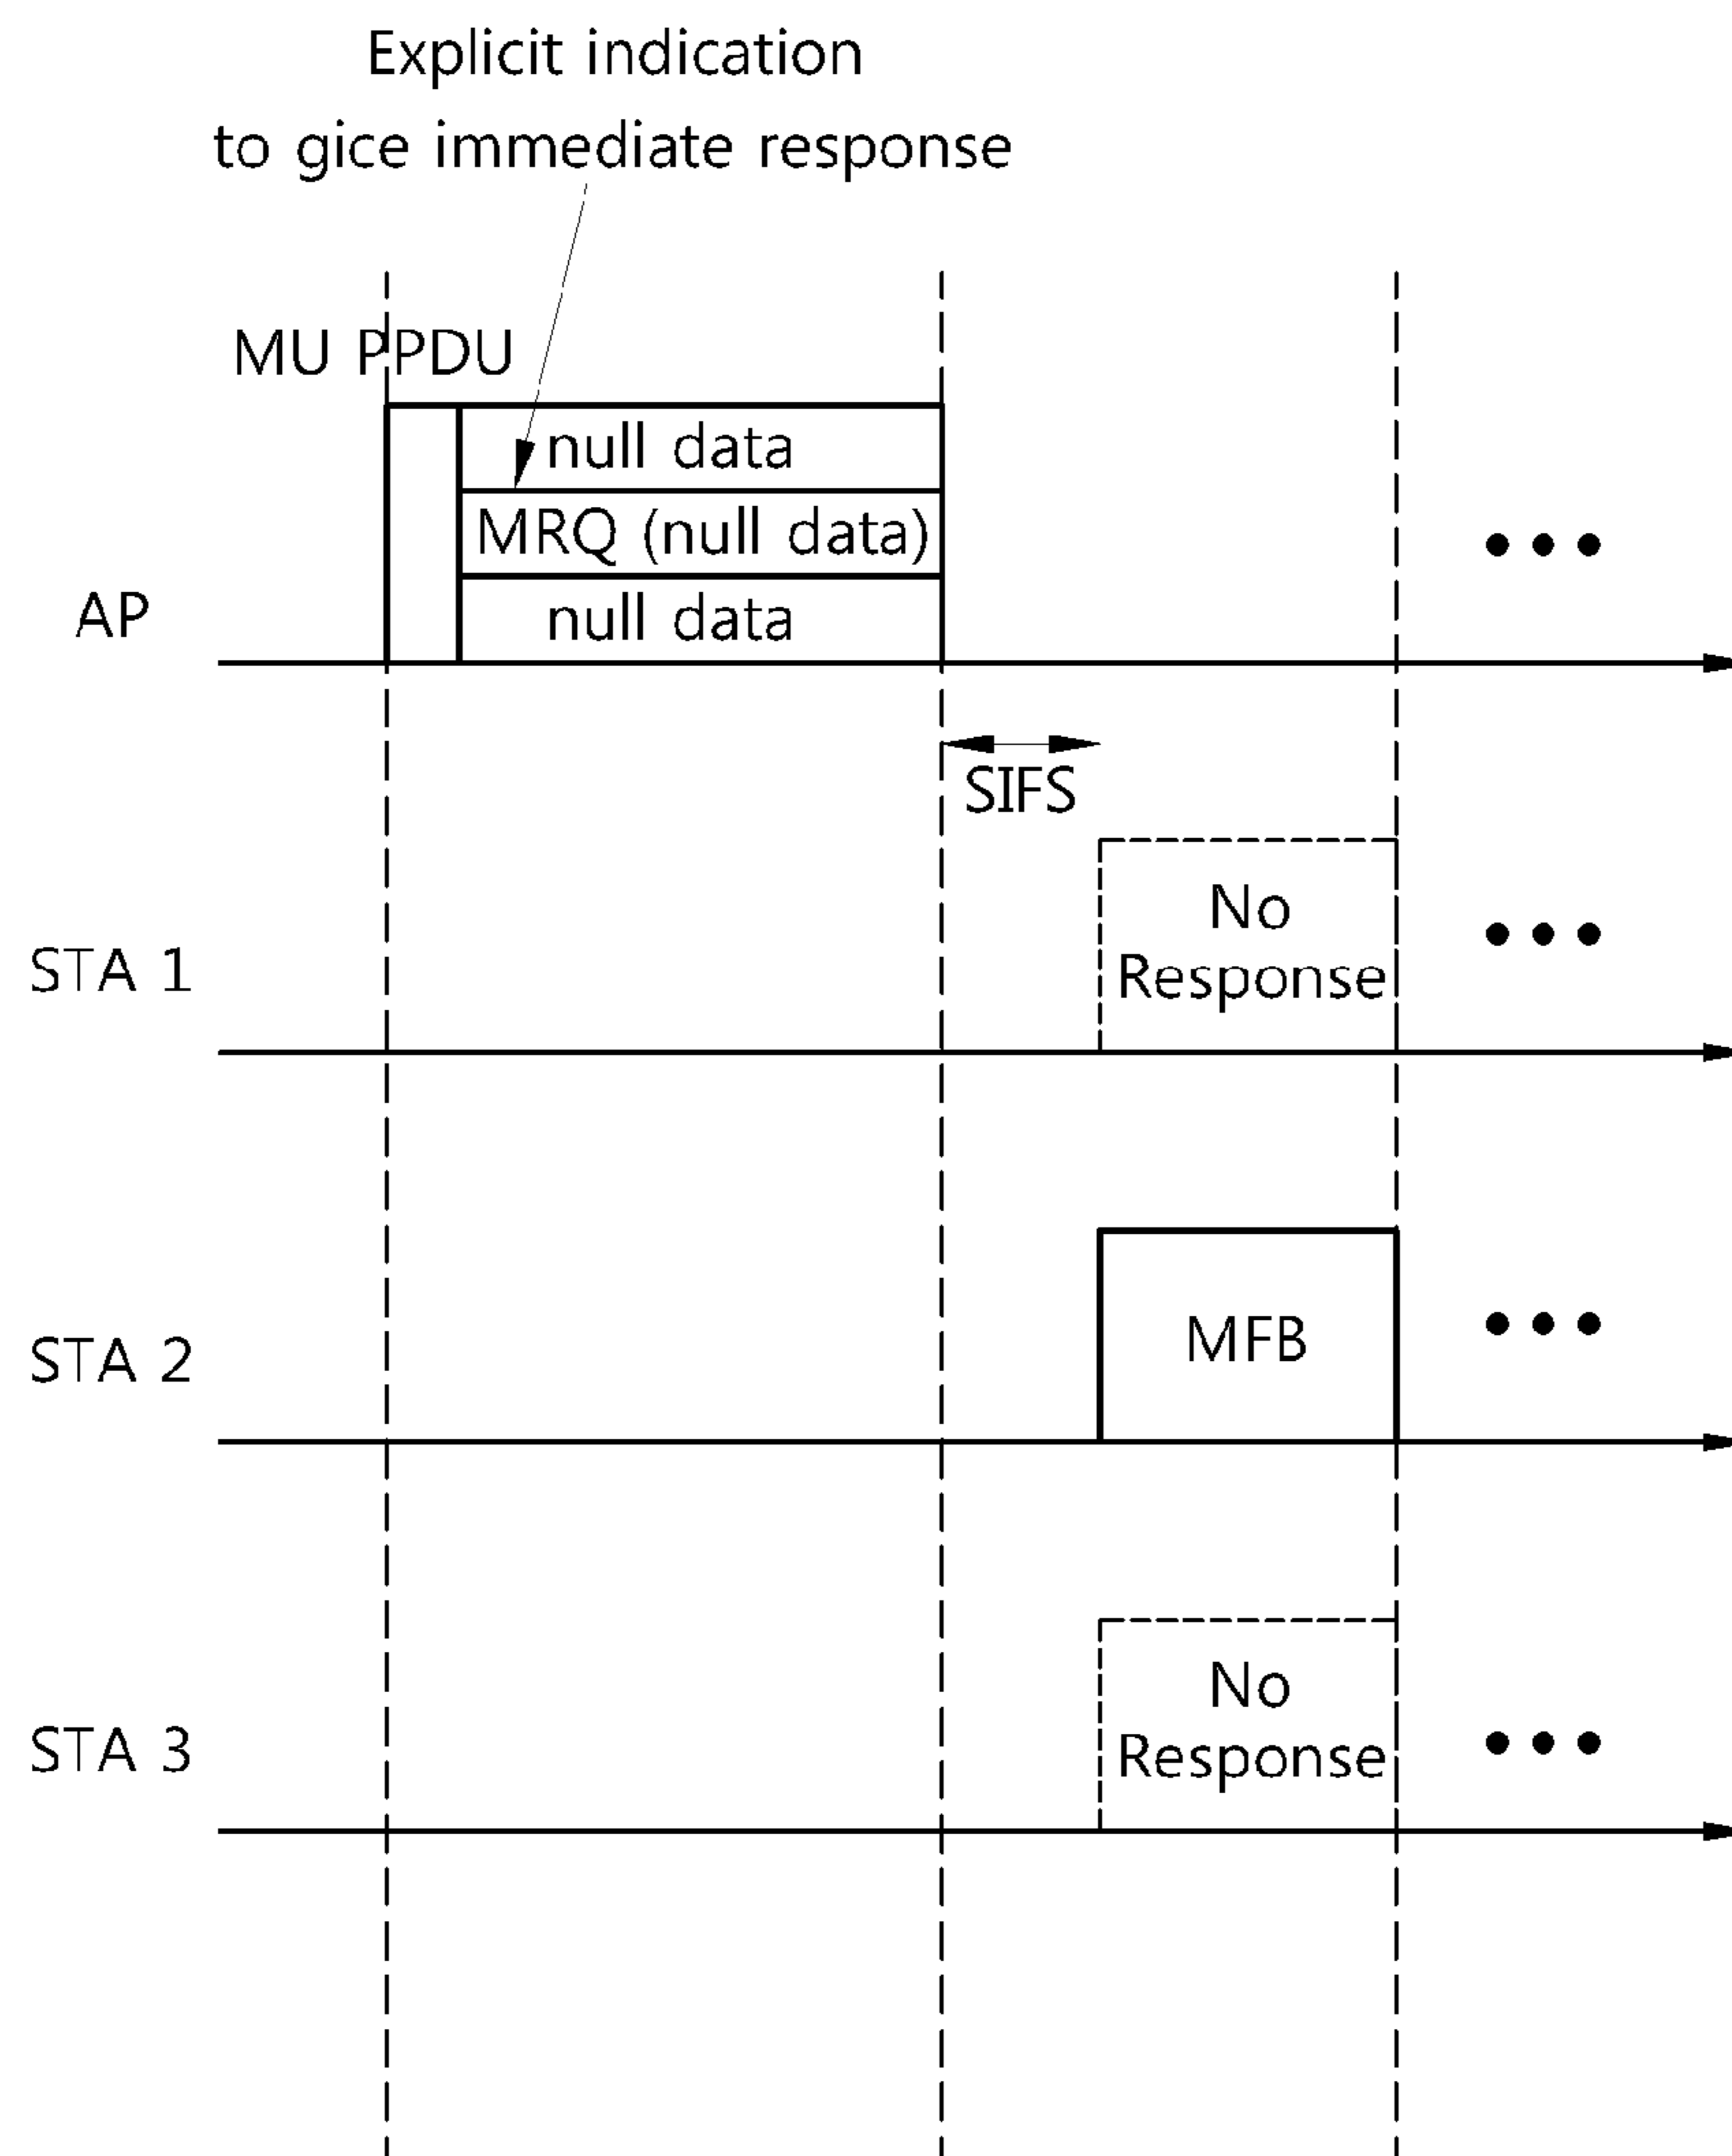 Explicit indication
to gice immediate response
MU PPDU
null data
MRQ (null data)
null data
AP
SIFS
No
Response
STA 1
MFB
STA 2
No
Response
STA 3